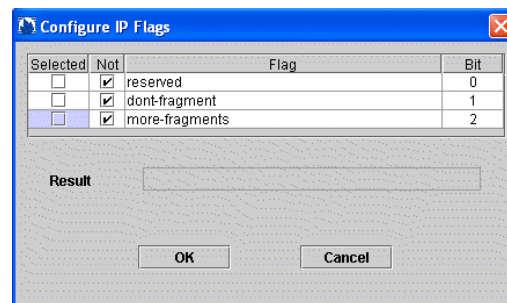 Configure IP Flags
Selected Not Flag Bit
reserved 0
dont-fragment 1
more-fragments 2
Result
OK Cancel